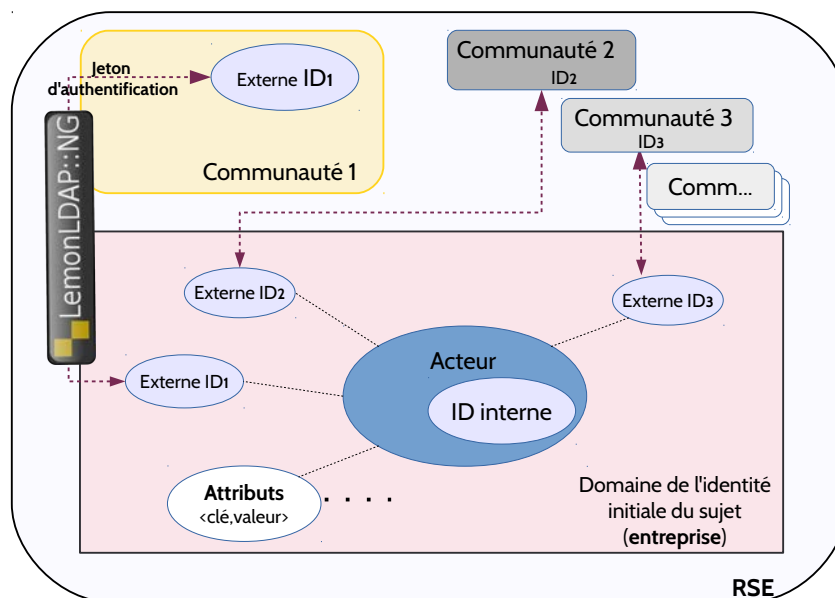 Jeton
d'authentification
Externe ID1
Communauté 1
Communauté 2
ID2
Communauté 3
ID3
Comm...
LemonLDAP::NG
Externe ID2
Externe ID3
Externe ID1
Acteur
ID interne
Attributs
<clé,valeur>
. . . .
Domaine de l'identité
initiale du sujet
(entreprise)
RSE